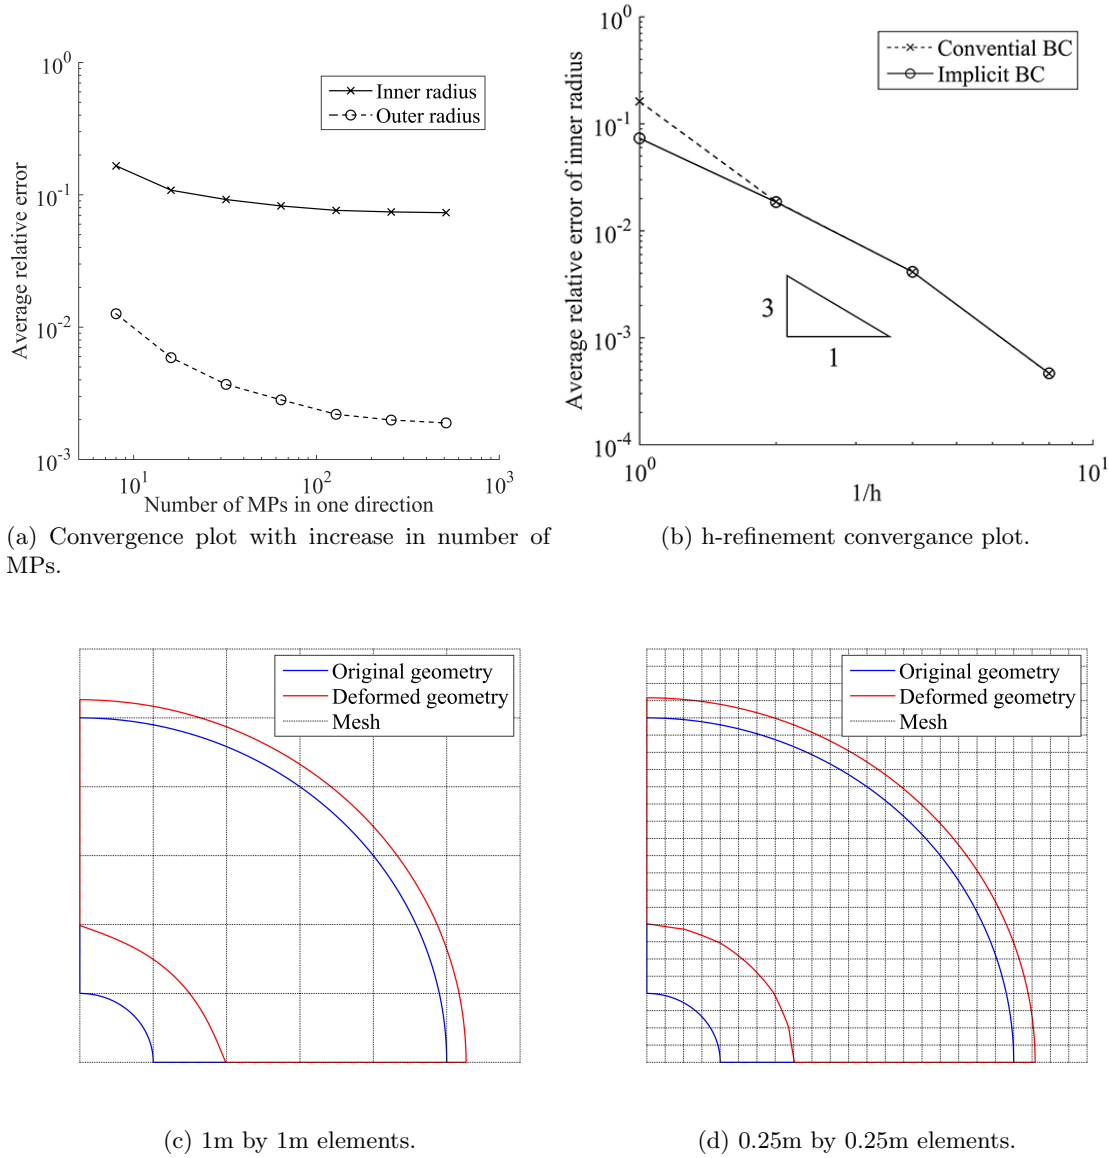 10^0
10^-1
10^-2
10^-3
10^1
10^2
10^3
Average relative error
Number of MPs in one direction
Inner radius
Outer radius
10^0
10^-1
10^-2
10^-3
10^-4
10^0
10^1
Average relative error of inner radius
1/h
Convential BC
Implicit BC
3
1
(a) Convergence plot with increase in number of
MPs.
(b) h-refinement convergance plot.
Original geometry
Deformed geometry
Mesh
Original geometry
Deformed geometry
Mesh
(c) 1m by 1m elements.
(d) 0.25m by 0.25m elements.